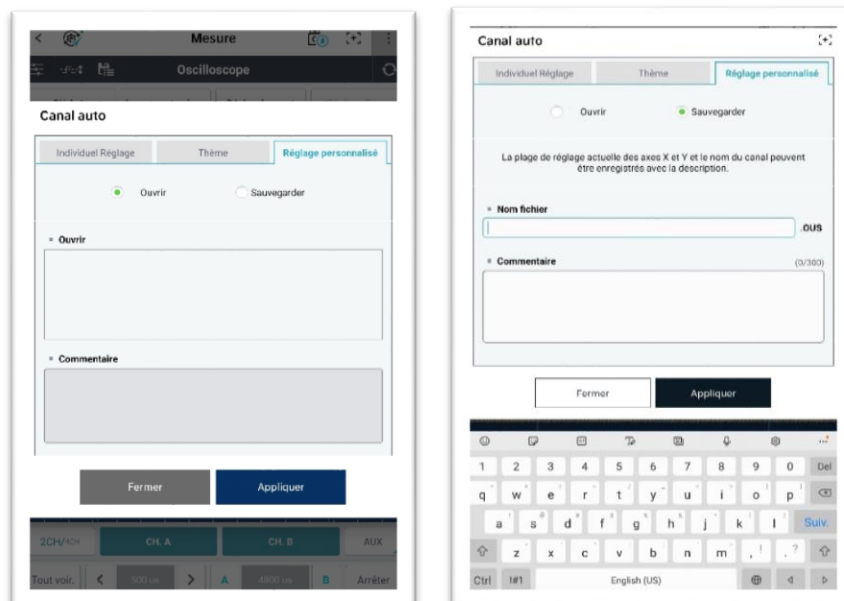 Mesure
Oscilloscope
Canal auto
Individuel Réglage Thème Réglage personnalisé
Ouvrir Sauvegarder
Ouvrir
Commentaire
Fermer Appliquer
2CH/4CH CH. A CH. B AUX
Tout voir. 500 us A 4800 us B Arrêter
Canal auto
Individuel Réglage Thème Réglage personnalisé
Ouvrir Sauvegarder
La plage de réglage actuelle des axes X et Y et le nom du canal peuvent
être enregistrés avec la description.
Nom fichier
.OUS
Commentaire (0/300)
Fermer Appliquer
1 2 3 4 5 6 7 8 9 0 Del
q w e r t y u i o p
a s d f g h j k l Suiv.
z x c v b n m , ! . ?
Ctrl !#1 English (US)